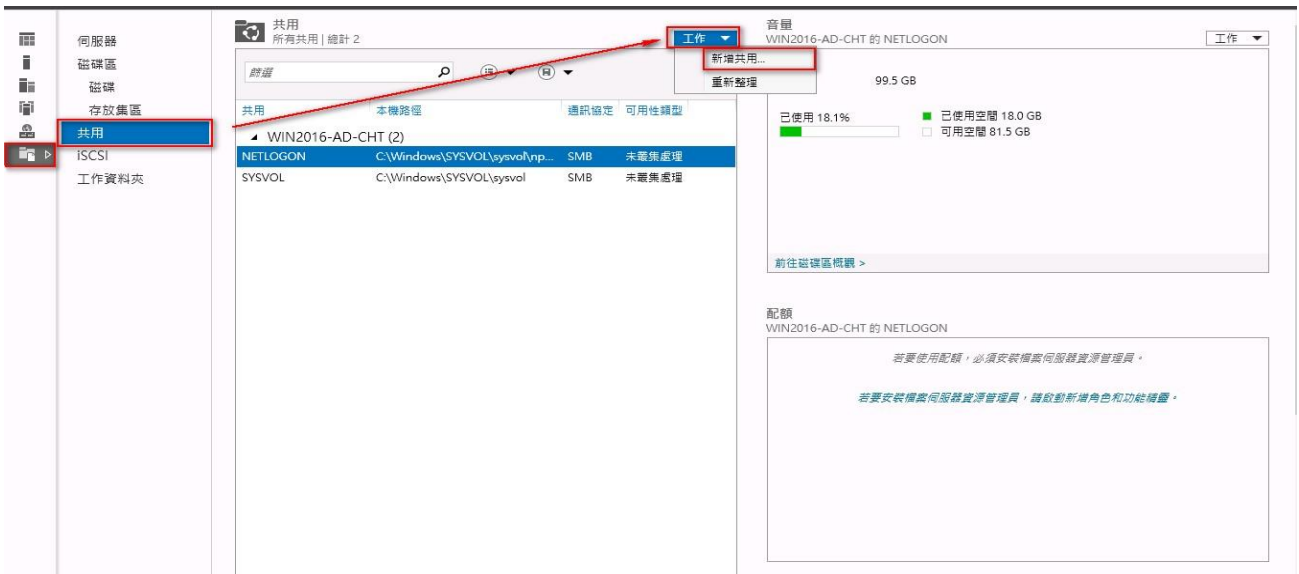 伺服器
磁碟區
磁碟
存放集區
共用
iSCSI
工作資料夾
共用
所有共用 | 總計 2
工作
新增共用...
重新整理
篩選
共用 本機路徑 通訊協定 可用性類型
WIN2016-AD-CHT (2)
NETLOGON C:\Windows\SYSVOL\sysvol\np... SMB 未叢集處理
SYSVOL C:\Windows\SYSVOL\sysvol SMB 未叢集處理
音量
WIN2016-AD-CHT 的 NETLOGON
工作
99.5 GB
已使用 18.1%
已使用空間 18.0 GB
可用空間 81.5 GB
前往磁碟區概觀 >
配額
WIN2016-AD-CHT 的 NETLOGON
若要使用配額，必須安裝檔案伺服器資源管理員。
若要安裝檔案伺服器資源管理員，請啟動新增角色和功能精靈。